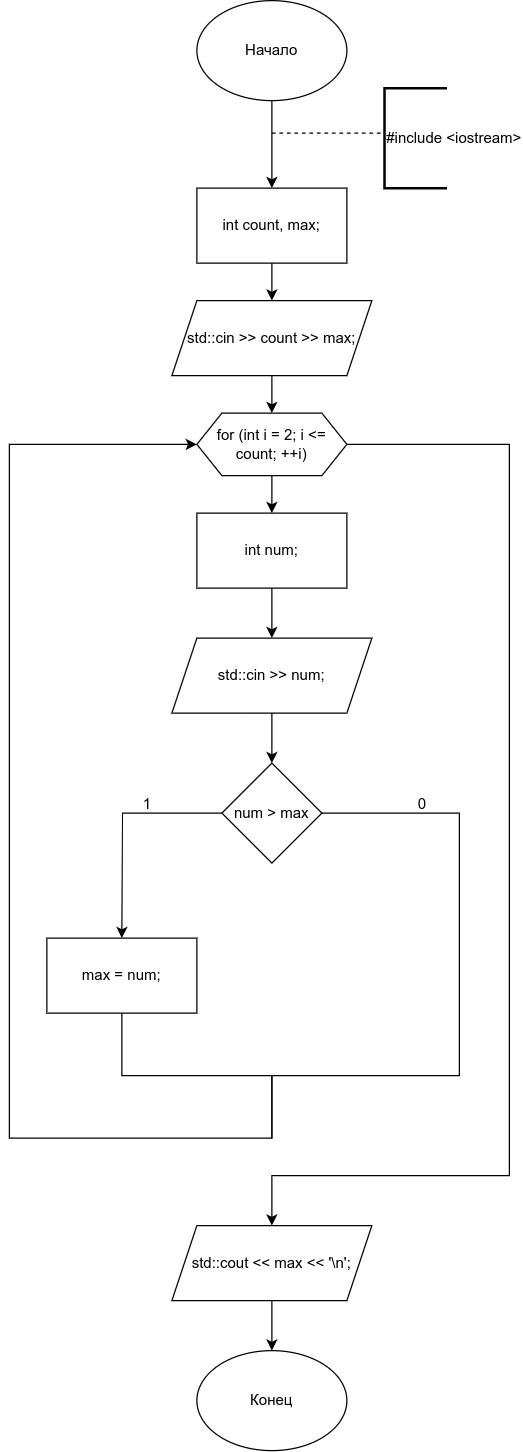 Начало
#include <iostream>
int count, max;
std::cin >> count >> max;
for (int i = 2; i <=
count; ++i)
int num;
std::cin >> num;
num > max
1
0
max = num;
std::cout << max << '\n';
Конец